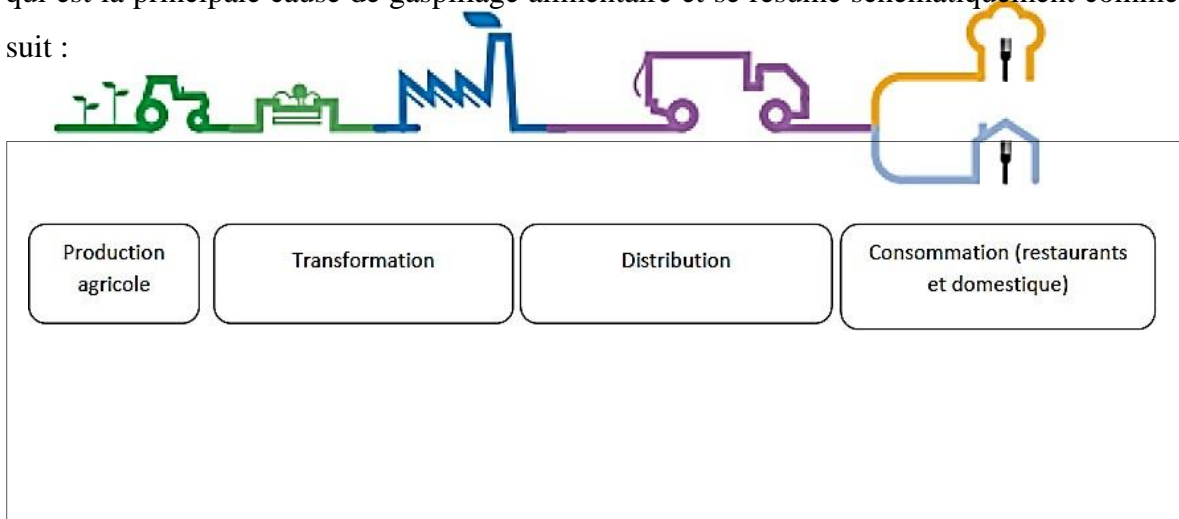 qui est la principale cause de gaspillage alimentaire et se résume schématiquement comme
suit :
Production
agricole
Transformation
Distribution
Consommation (restaurants
et domestique)